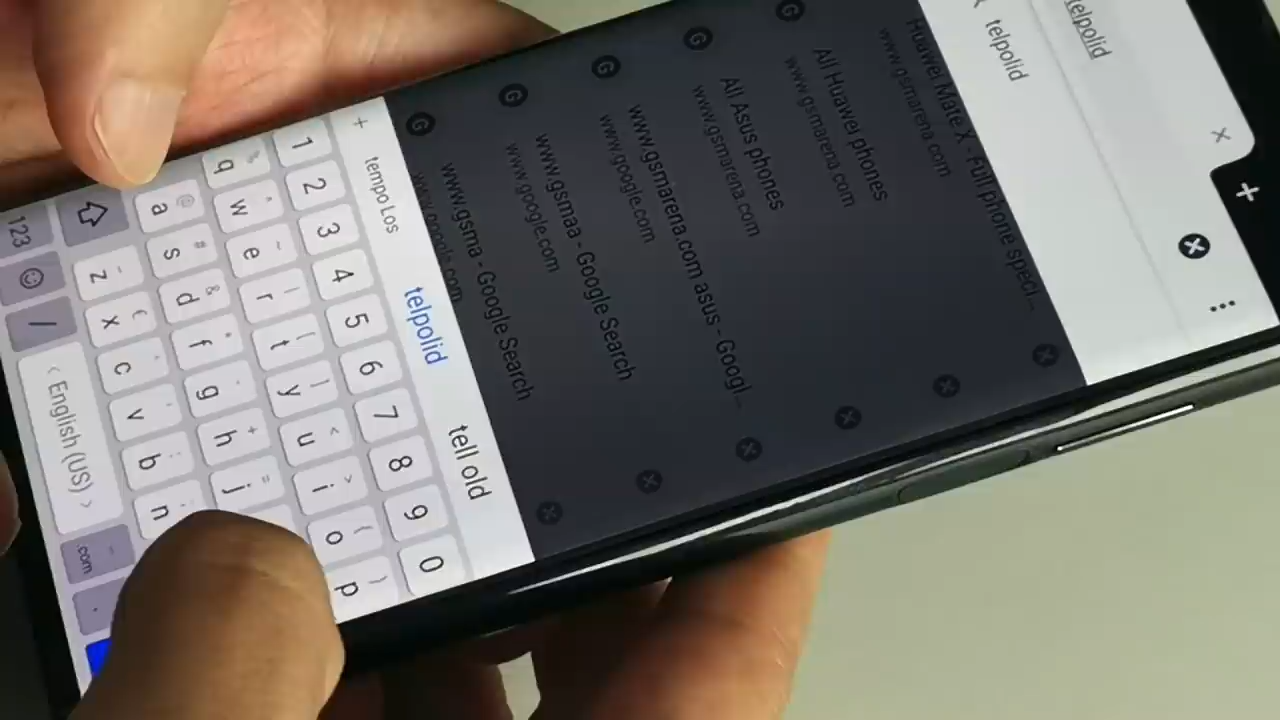 telpolid
telpolid
Huawei Mate X - Full phone speci...
www.gsmarena.com
All Huawei phones
www.gsmarena.com
All Asus phones
www.gsmarena.com
www.gsmarena.com asus - Googl...
www.google.com
www.gsmaa - Google Search
www.google.com
www.gsma - Google Search
www.google.com
+ tempo Los telpolid tell old
1 2 3 4 5 6 7 8 9 0
q w e r t y u i o p
a s d f g h j
z x c v b n
123 / < English (US) > .com .